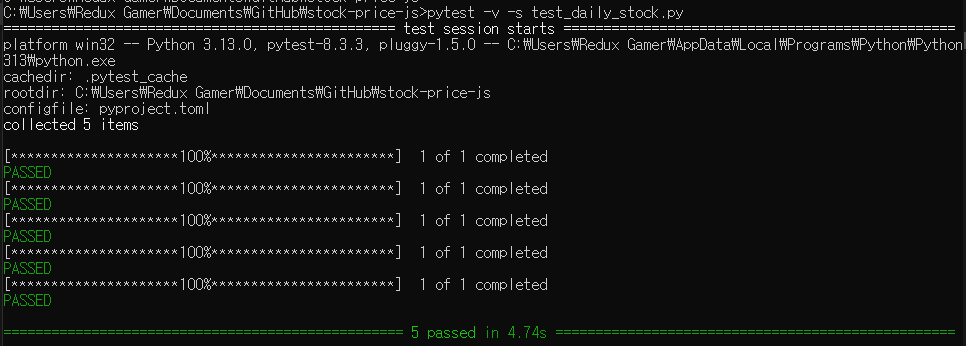 C:₩Users₩Redux Gamer₩Documents₩GitHub₩stock-price-js>pytest -v -s test_daily_stock.py
================================================= test session starts =================================================
platform win32 -- Python 3.13.0, pytest-8.3.3, pluggy-1.5.0 -- C:₩Users₩Redux Gamer₩AppData₩Local₩Programs₩Python₩Python
313₩python.exe
cachedir: .pytest_cache
rootdir: C:₩Users₩Redux Gamer₩Documents₩GitHub₩stock-price-js
configfile: pyproject.toml
collected 5 items
[*********************100%***********************]  1 of 1 completed
PASSED
[*********************100%***********************]  1 of 1 completed
PASSED
[*********************100%***********************]  1 of 1 completed
PASSED
[*********************100%***********************]  1 of 1 completed
PASSED
[*********************100%***********************]  1 of 1 completed
PASSED
================================================== 5 passed in 4.74s ==================================================